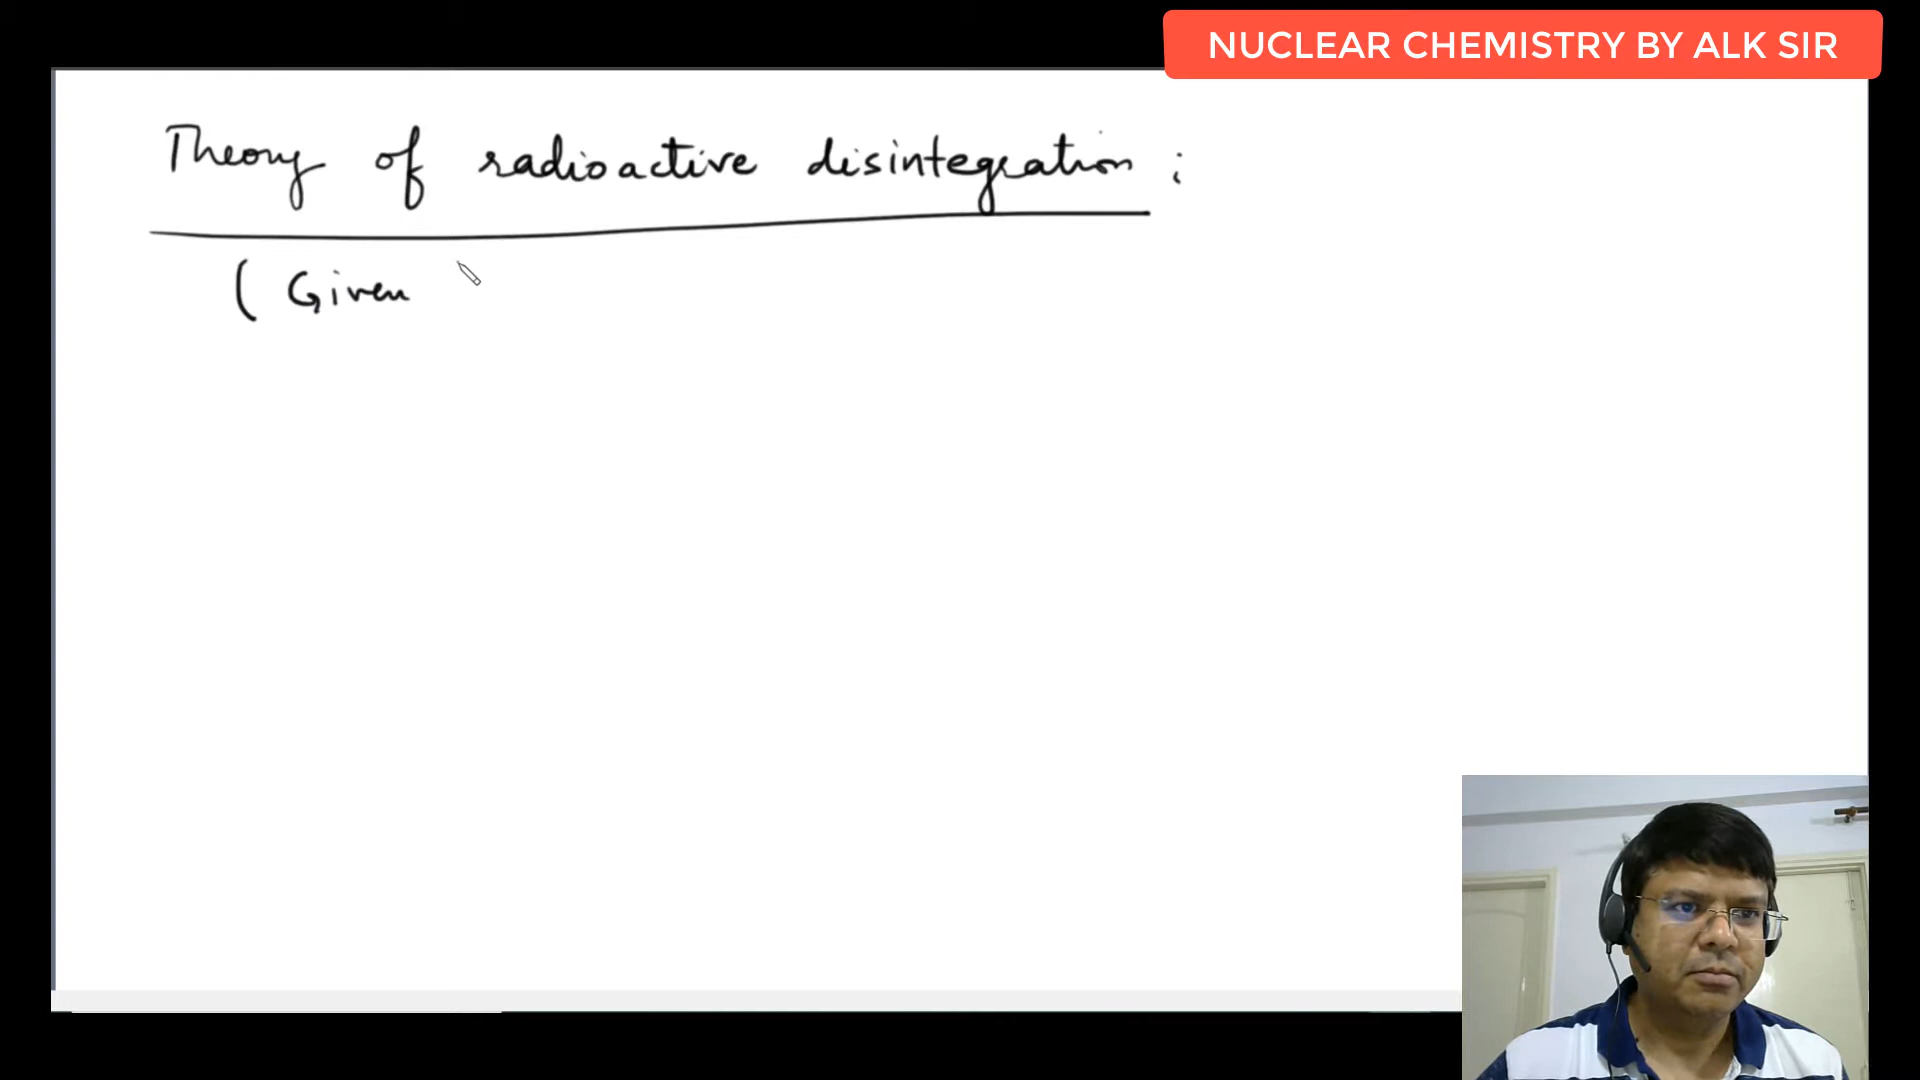 NUCLEAR CHEMISTRY BY ALK SIR
Theory of radioactive disintegration :
( Given